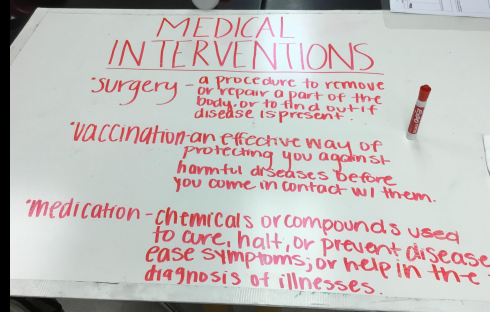 MEDICAL
INTERVENTIONS
*surgery - a procedure to remove
or repair a part of the
body, or to find out if
disease is present.
*vaccination-an effective way of
protecting you against
harmful diseases before
you come in contact w/ them.
*medication - chemicals or compounds used
to cure, halt, or prevent disease
ease symptoms; or help in the
diagnosis of illnesses.